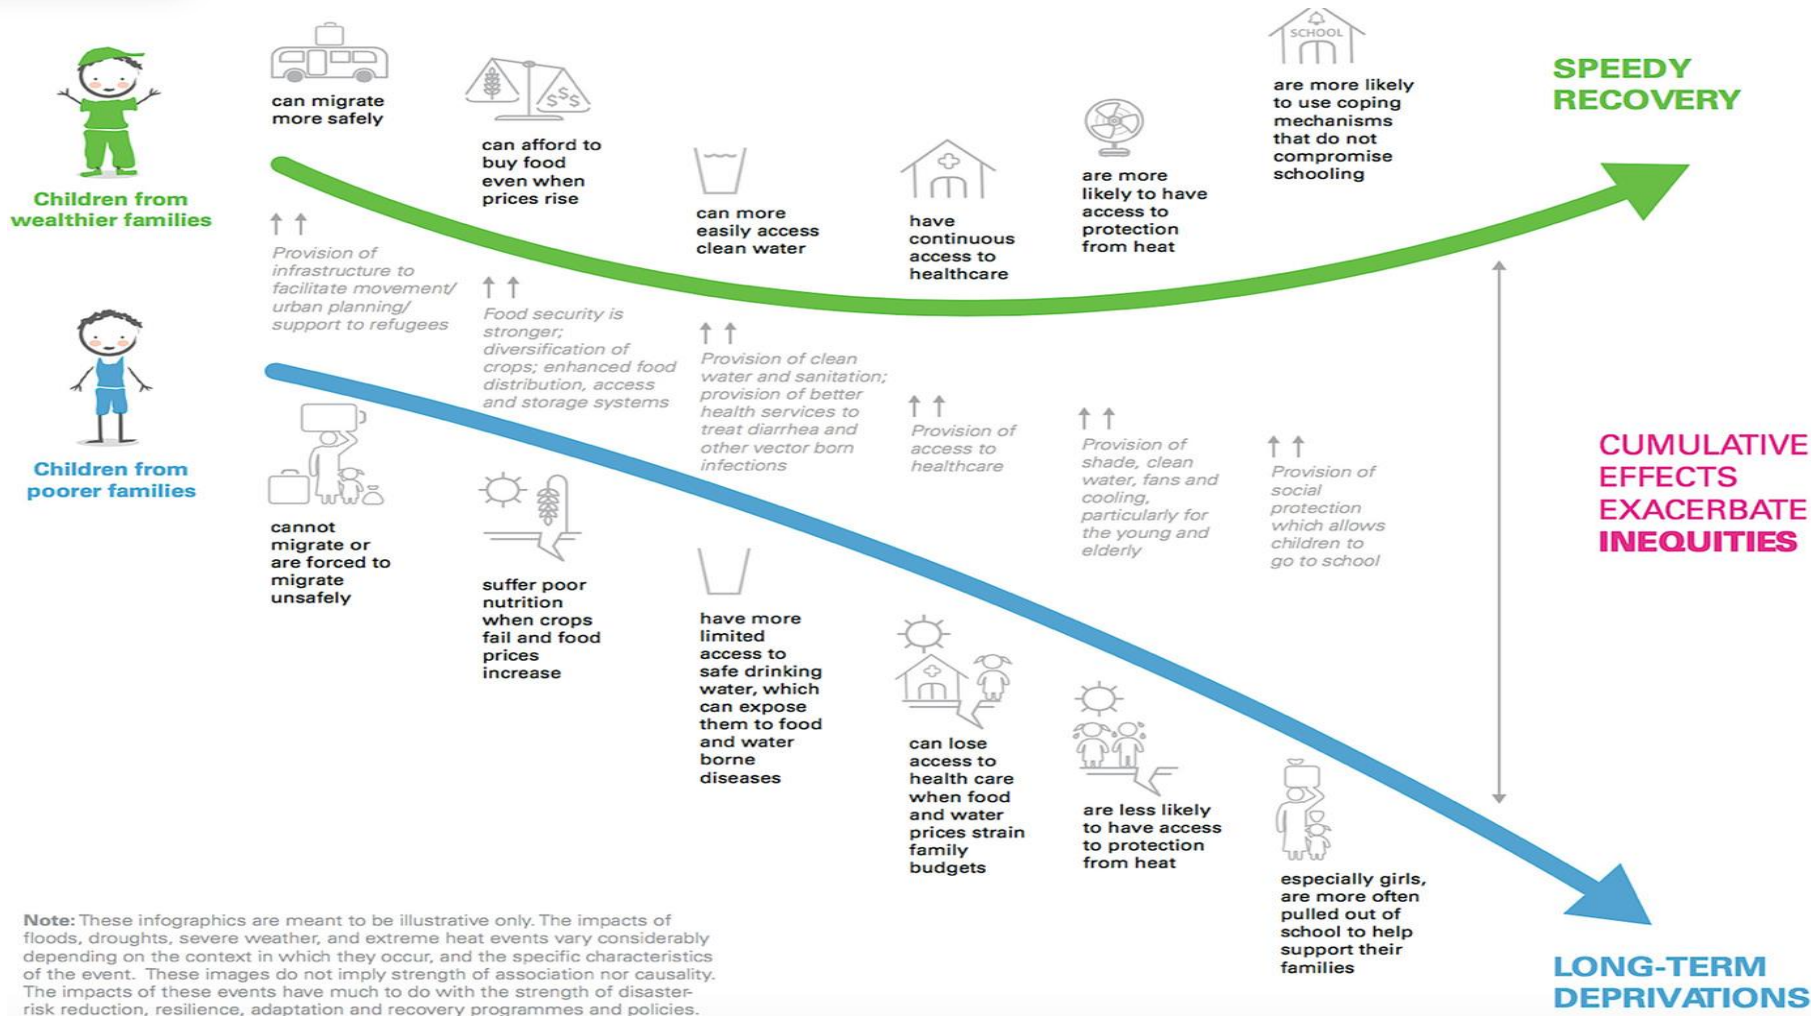 SCHOOL
$$$
can migrate
more safely
can afford to
buy food
even when
prices rise
can more
easily access
clean water
have
continuous
access to
healthcare
are more
likely to have
access to
protection
from heat
are more likely
to use coping
mechanisms
that do not
compromise
schooling
SPEEDY
RECOVERY
Children from
wealthier families
Provision of
infrastructure to
facilitate movement/
urban planning/
support to refugees
Food security is
stronger;
diversification of
crops; enhanced food
distribution, access
and storage systems
Provision of clean
water and sanitation;
provision of better
health services to
treat diarrhea and
other vector born
infections
Provision of
access to
healthcare
Provision of
shade, clean
water, fans and
cooling,
particularly for
the young and
elderly
Provision of
social
protection
which allows
children to
go to school
CUMULATIVE
EFFECTS
EXACERBATE
INEQUITIES
Children from
poorer families
cannot
migrate or
are forced to
migrate
unsafely
suffer poor
nutrition
when crops
fail and food
prices
increase
have more
limited
access to
safe drinking
water, which
can expose
them to food
and water
borne
diseases
can lose
access to
health care
when food
and water
prices strain
family
budgets
are less likely
to have access
to protection
from heat
especially girls,
are more often
pulled out of
school to help
support their
families
LONG-TERM
DEPRIVATIONS
Note: These infographics are meant to be illustrative only. The impacts of
floods, droughts, severe weather, and extreme heat events vary considerably
depending on the context in which they occur, and the specific characteristics
of the event. These images do not imply strength of association nor causality.
The impacts of these events have much to do with the strength of disaster-
risk reduction, resilience, adaptation and recovery programmes and policies.